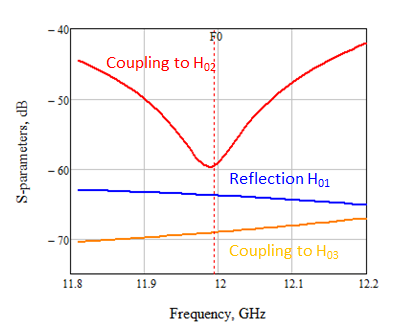 F0
-40
Coupling to H02
-50
-60
Reflection H01
-70
Coupling to H03
S-parameters, dB
11.8 11.9 12 12.1 12.2
Frequency, GHz